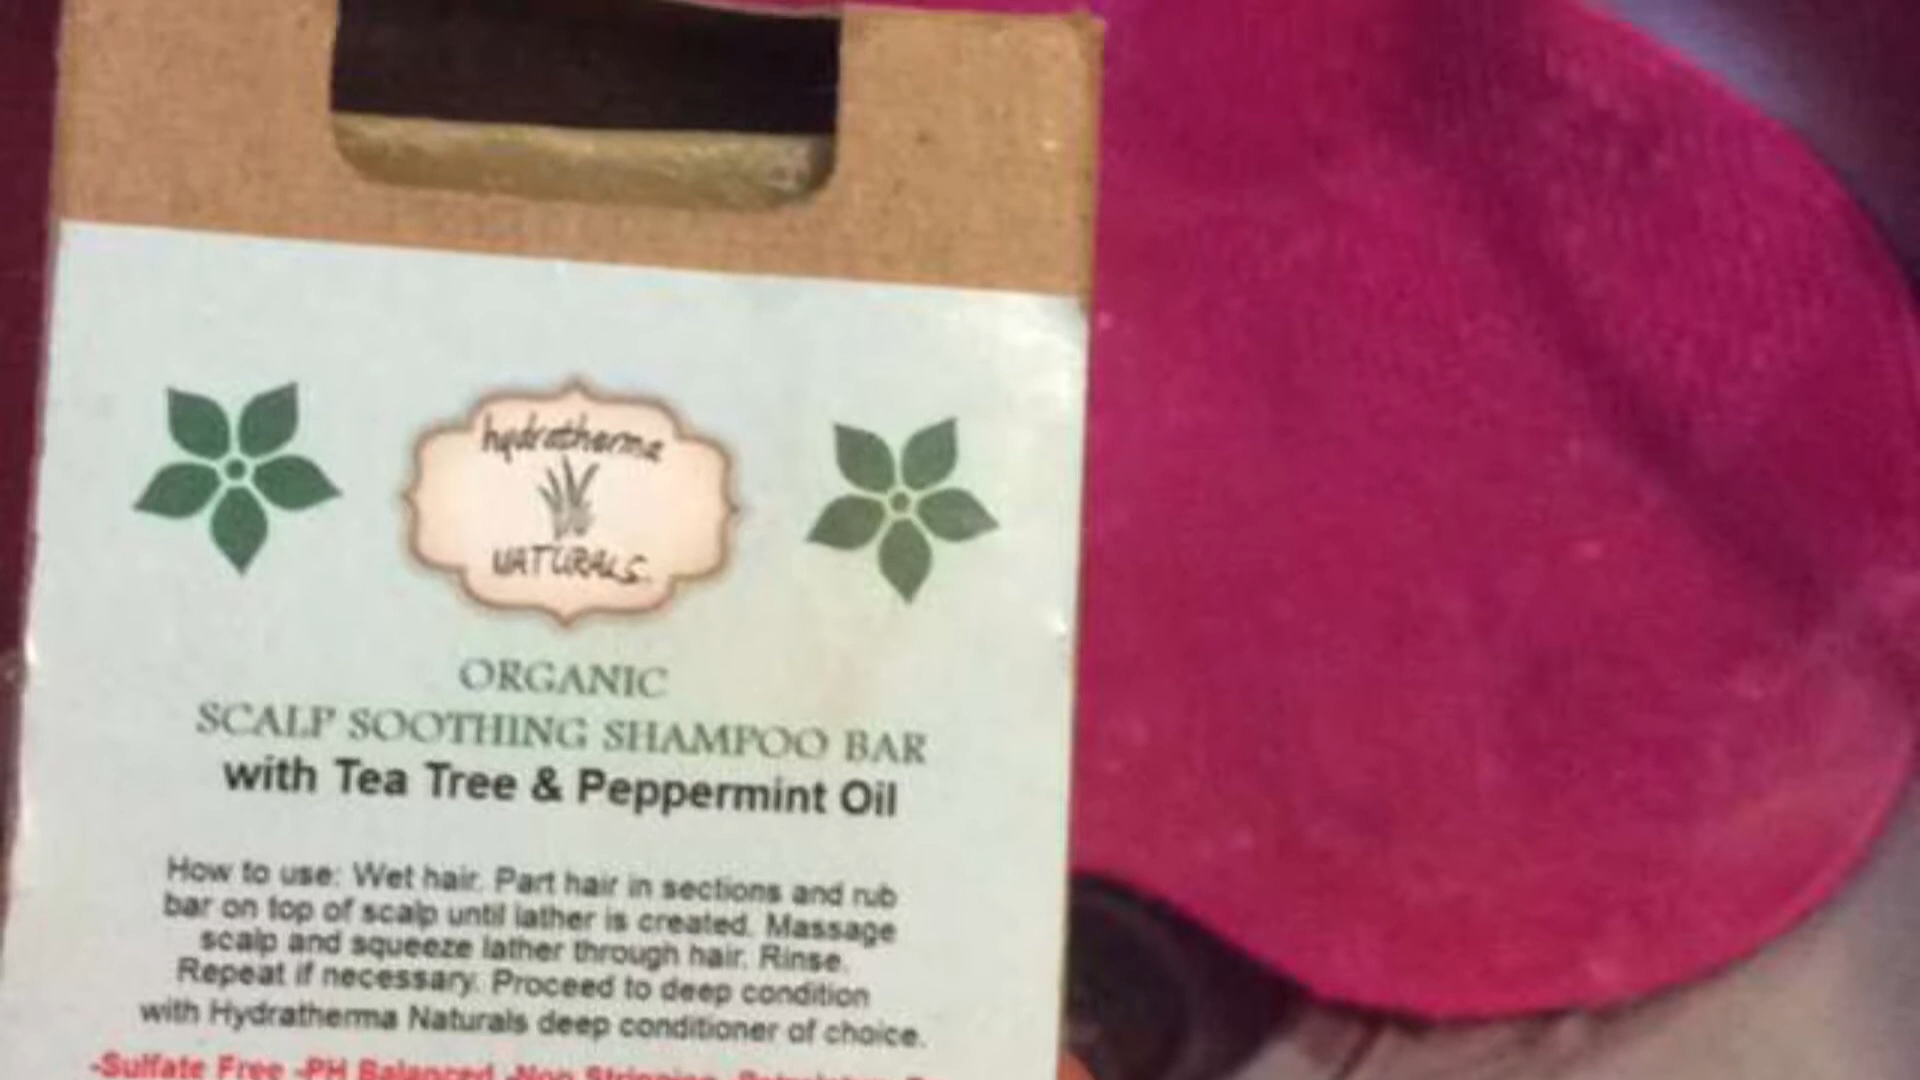 hydratherma
NATURALS
ORGANIC
SCALP SOOTHING SHAMPOO BAR
with Tea Tree & Peppermint Oil
How to use: Wet hair. Part hair in sections and rub
bar on top of scalp until lather is created. Massage
scalp and squeeze lather through hair. Rinse.
Repeat if necessary. Proceed to deep condition
with Hydratherma Naturals deep conditioner of choice.
-Sulfate Free -PH Balanced -Non Stripping